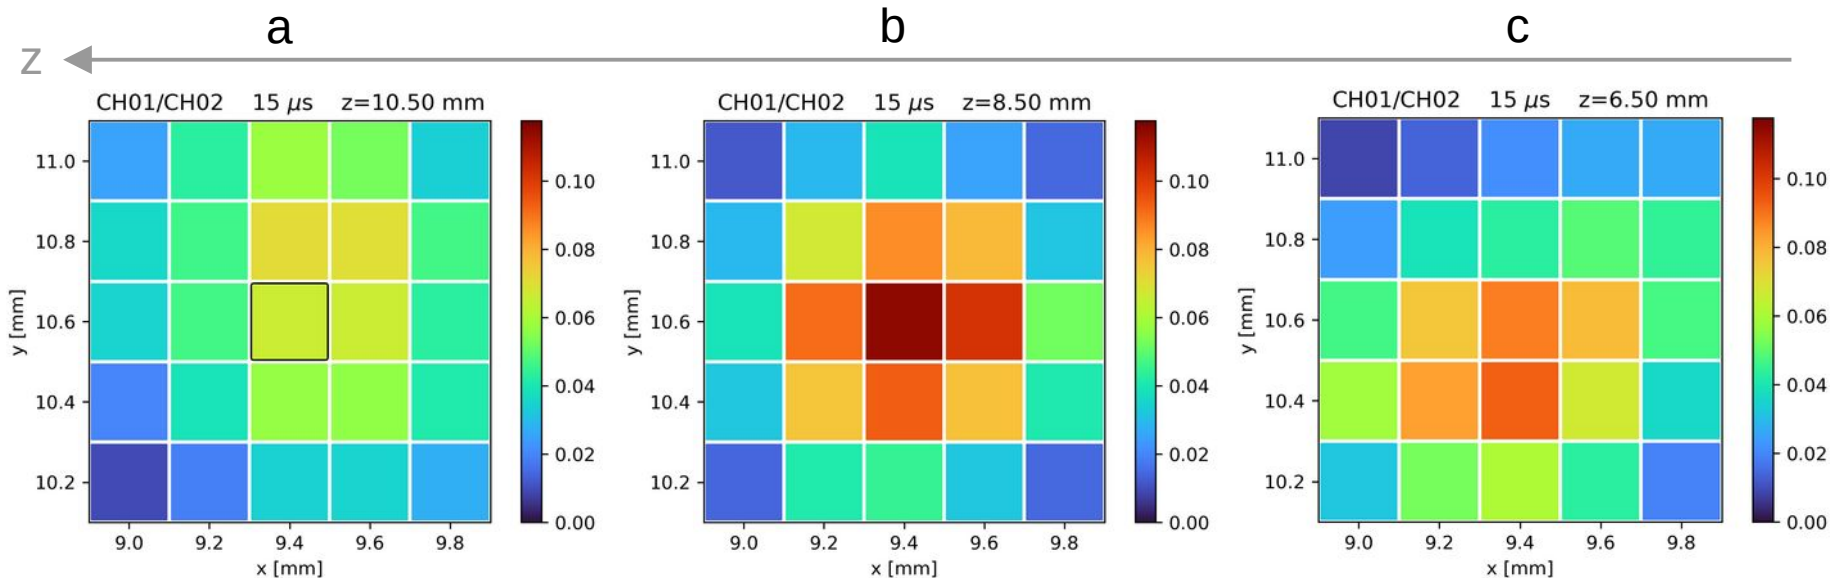 a
b
c
z
CH01/CH02 15 μs z=10.50 mm
CH01/CH02 15 μs z=8.50 mm
CH01/CH02 15 μs z=6.50 mm
y [mm]
11.0
10.8
10.6
10.4
10.2
9.0 9.2 9.4 9.6 9.8
x [mm]
0.10
0.08
0.06
0.04
0.02
0.00
y [mm]
11.0
10.8
10.6
10.4
10.2
9.0 9.2 9.4 9.6 9.8
x [mm]
0.10
0.08
0.06
0.04
0.02
0.00
y [mm]
11.0
10.8
10.6
10.4
10.2
9.0 9.2 9.4 9.6 9.8
x [mm]
0.10
0.08
0.06
0.04
0.02
0.00